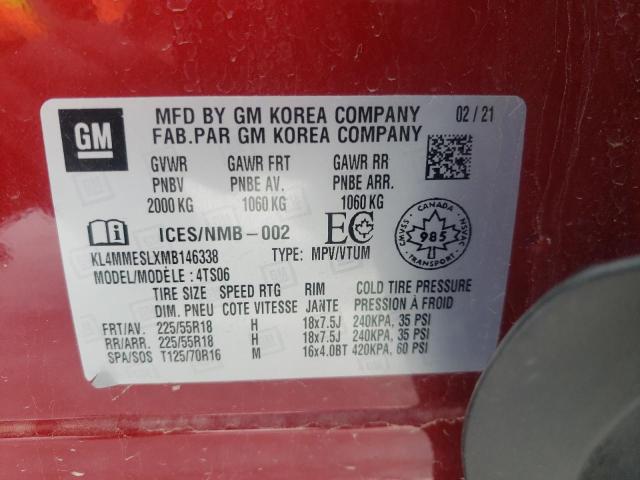 GM
MFD BY GM KOREA COMPANY 02 / 21
FAB.PAR GM KOREA COMPANY
GVWR GAWR FRT GAWR RR
PNBV PNBE AV. PNBE ARR.
2000 KG 1060 KG 1060 KG
ICES/NMB-002 EC
CANADA
CMVSS 985 NSVAC
KL4MMESLXMB146338 TYPE: MPV/VTUM
MODEL/MODÈLE : 4TS06
TIRE SIZE SPEED RTG RIM COLD TIRE PRESSURE
DIM. PNEU COTE VITESSE JANTE PRESSION À FROID
FRT/AV. 225/55R18 H 18x7.5J 240KPA, 35 PSI
RR/ARR. 225/55R18 H 18x7.5J 240KPA, 35 PSI
SPA/SOS T125/70R16 M 16x4.0BT 420KPA, 60 PSI